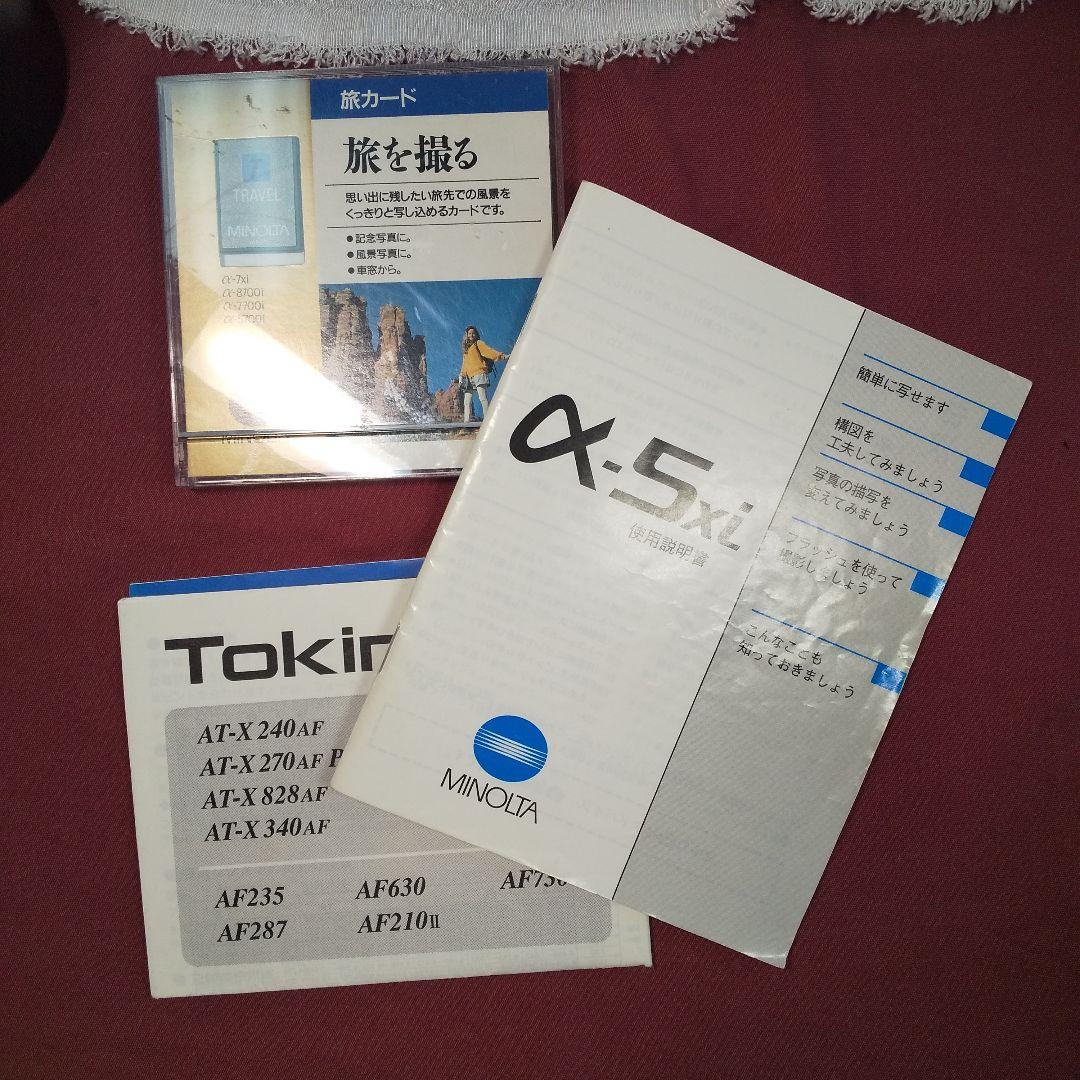 旅カード
旅を撮る
思い出に残したい旅先での風景を
くっきりと写し込めるカードです。
●記念写真に。
●風景写真に。
●車窓から。
TRAVEL
MINOLTA
α-7xi
α-8700i
α-7700i
α-5700i
α-5xi
使用説明書
簡単に写せます
構図を
工夫してみましょう
写真の描写を
変えてみましょう
フラッシュを使って
撮影しましょう
こんなことも
知っておきましょう
MINOLTA
Tokin
AT-X 240AF
AT-X 270AF P
AT-X 828AF
AT-X 340AF
AF235
AF630
AF730
AF287
AF210II